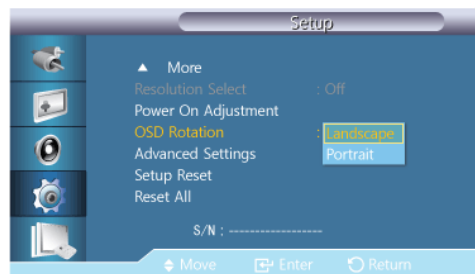 Setup
▲ More
Resolution Select : Off
Power On Adjustment
OSD Rotation : Landscape
Portrait
Advanced Settings
Setup Reset
Reset All
S/N : ------------------
Move Enter Return